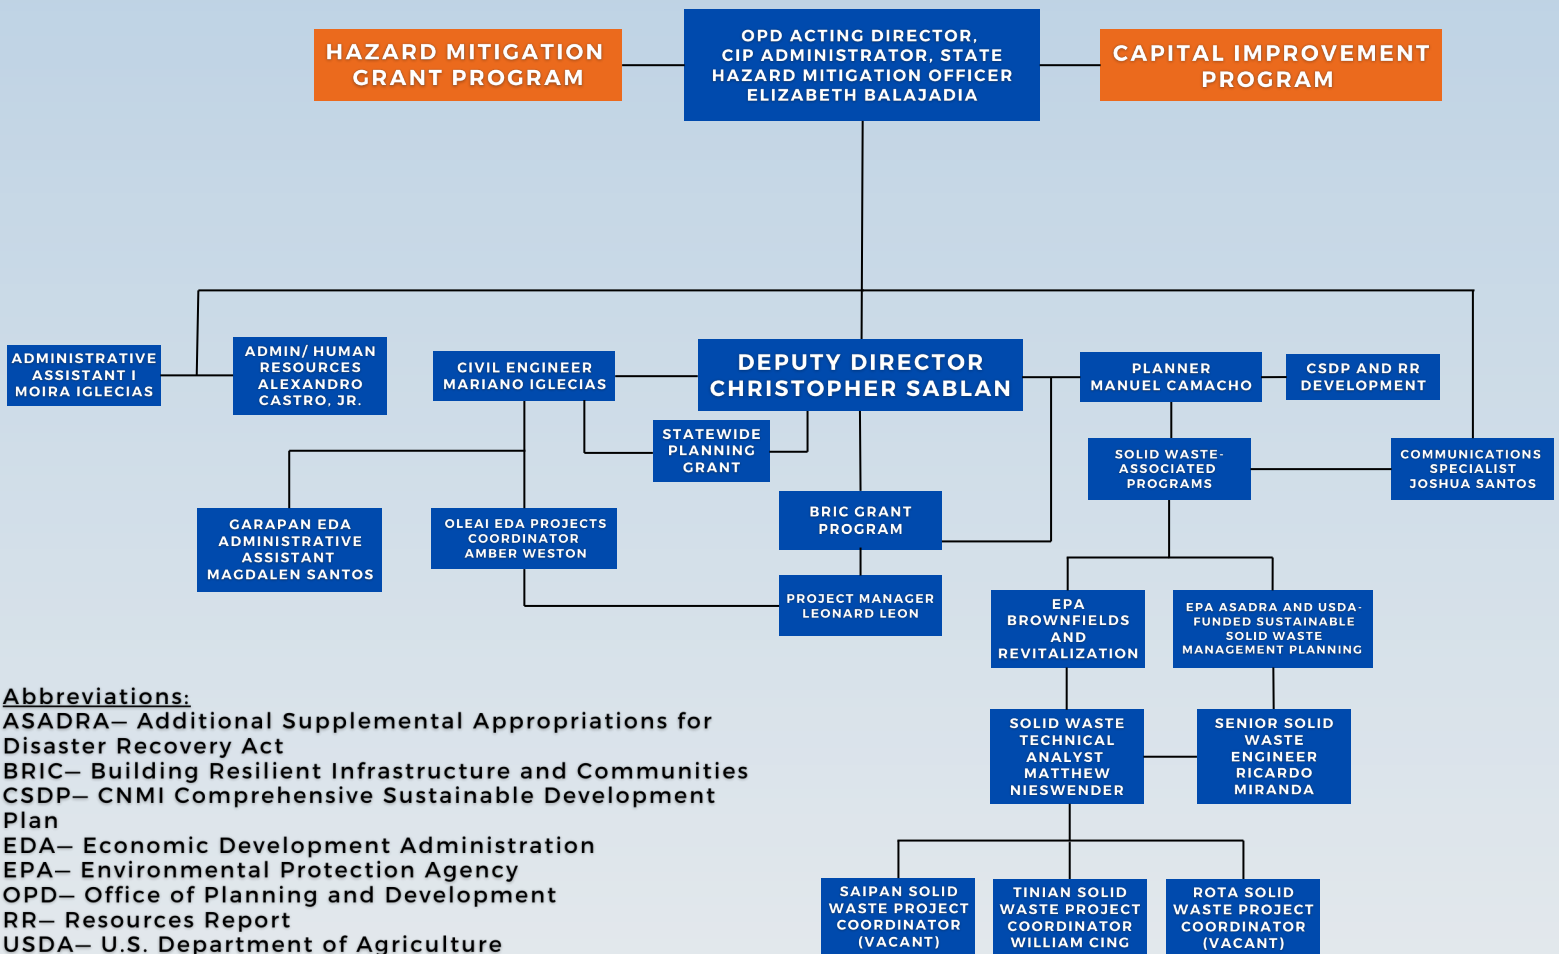 HAZARD MITIGATION
GRANT PROGRAM
OPD ACTING DIRECTOR,
CIP ADMINISTRATOR, STATE
HAZARD MITIGATION OFFICER
ELIZABETH BALAJADIA
CAPITAL IMPROVEMENT
PROGRAM
ADMINISTRATIVE
ASSISTANT I
MOIRA IGLECIAS
ADMIN/ HUMAN
RESOURCES
ALEXANDRO
CASTRO, JR.
CIVIL ENGINEER
MARIANO IGLECIAS
DEPUTY DIRECTOR
CHRISTOPHER SABLAN
PLANNER
MANUEL CAMACHO
CSDP AND RR
DEVELOPMENT
STATEWIDE
PLANNING
GRANT
SOLID WASTE-
ASSOCIATED
PROGRAMS
COMMUNICATIONS
SPECIALIST
JOSHUA SANTOS
GARAPAN EDA
ADMINISTRATIVE
ASSISTANT
MAGDALEN SANTOS
OLEAI EDA PROJECTS
COORDINATOR
AMBER WESTON
BRIC GRANT
PROGRAM
PROJECT MANAGER
LEONARD LEON
EPA
BROWNFIELDS
AND
REVITALIZATION
EPA ASADRA AND USDA-
FUNDED SUSTAINABLE
SOLID WASTE
MANAGEMENT PLANNING
SOLID WASTE
TECHNICAL
ANALYST
MATTHEW
NIESWENDER
SENIOR SOLID
WASTE
ENGINEER
RICARDO
MIRANDA
SAIPAN SOLID
WASTE PROJECT
COORDINATOR
(VACANT)
TINIAN SOLID
WASTE PROJECT
COORDINATOR
WILLIAM CING
ROTA SOLID
WASTE PROJECT
COORDINATOR
(VACANT)
Abbreviations:
ASADRA— Additional Supplemental Appropriations for
Disaster Recovery Act
BRIC— Building Resilient Infrastructure and Communities
CSDP— CNMI Comprehensive Sustainable Development
Plan
EDA— Economic Development Administration
EPA— Environmental Protection Agency
OPD— Office of Planning and Development
RR— Resources Report
USDA— U.S. Department of Agriculture